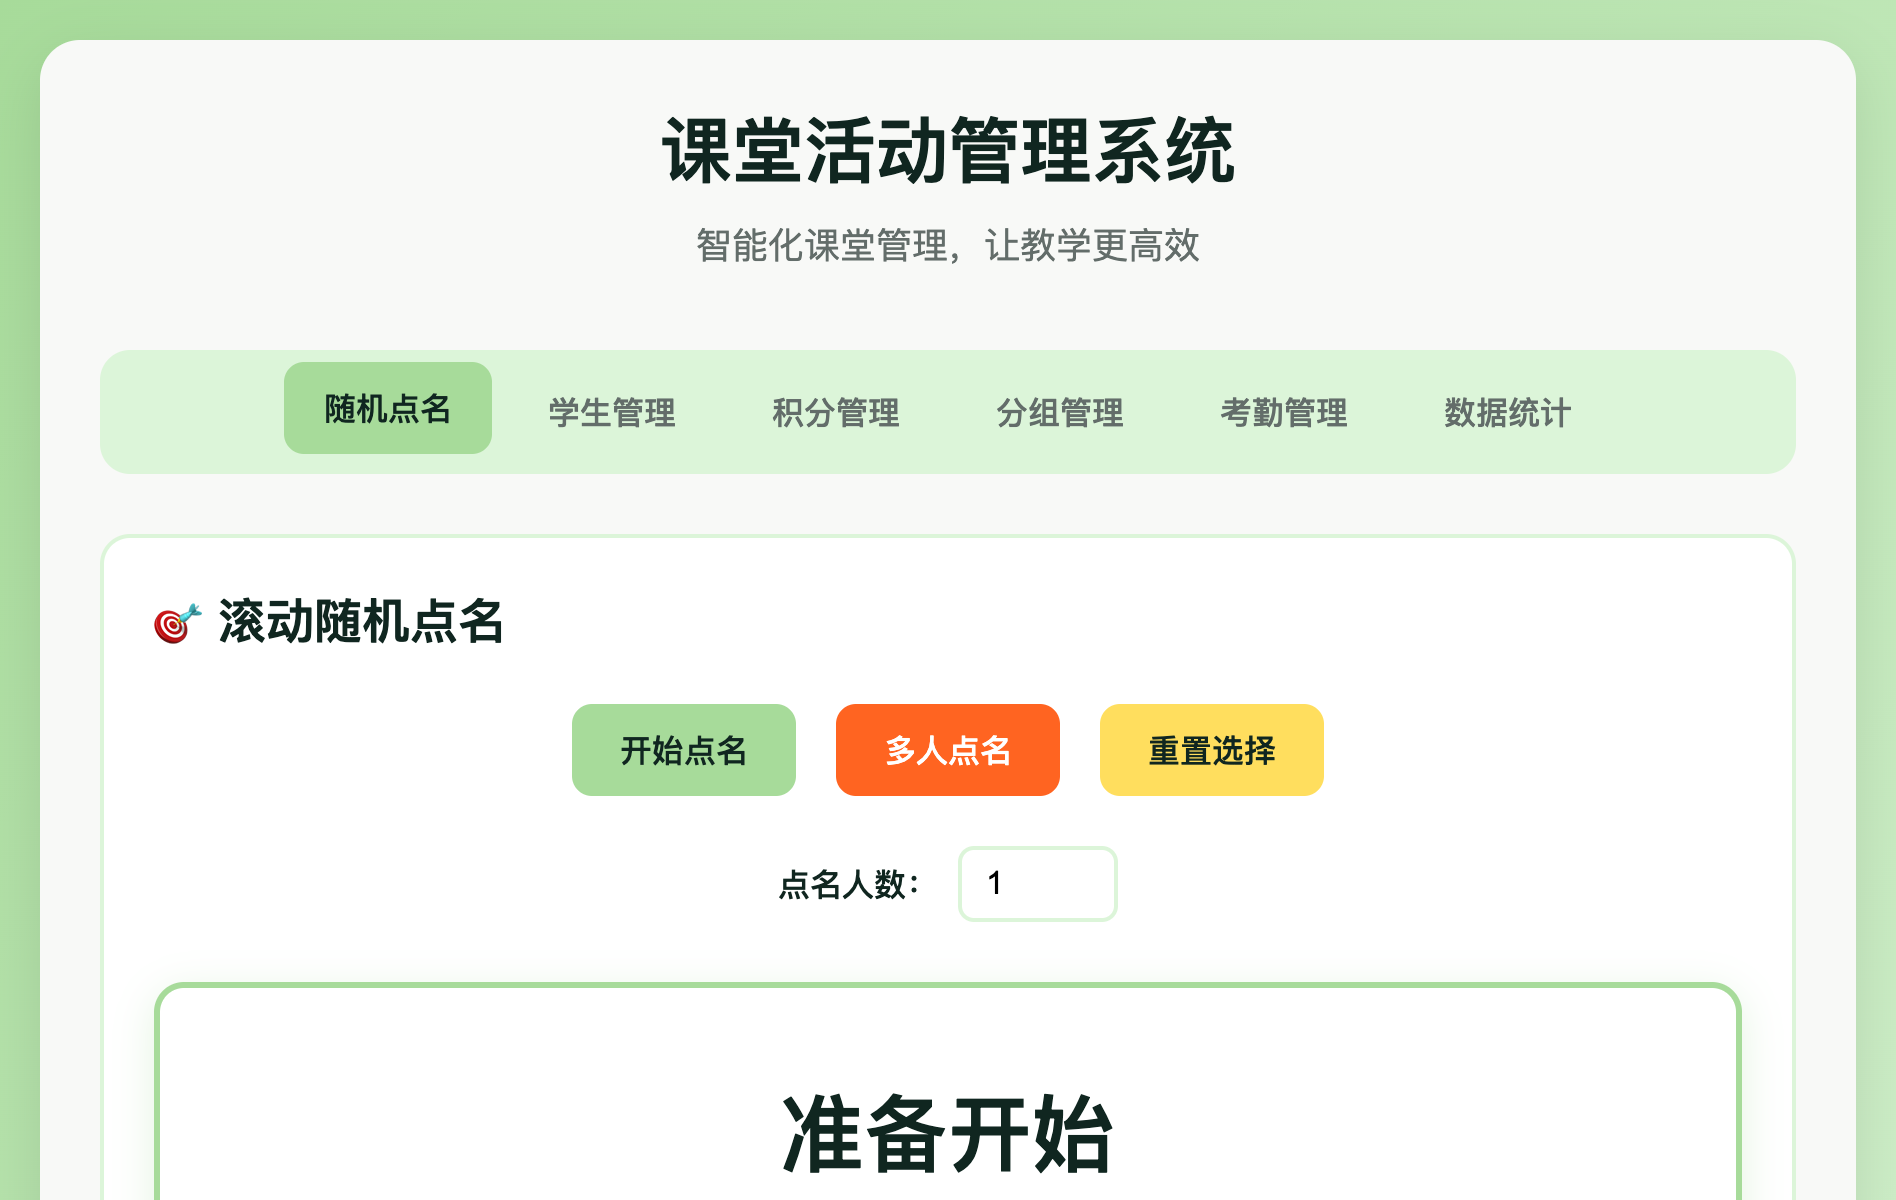 课堂活动管理系统
智能化课堂管理，让教学更高效
随机点名 学生管理 积分管理 分组管理 考勤管理 数据统计
滚动随机点名
开始点名 多人点名 重置选择
点名人数： 1
准备开始